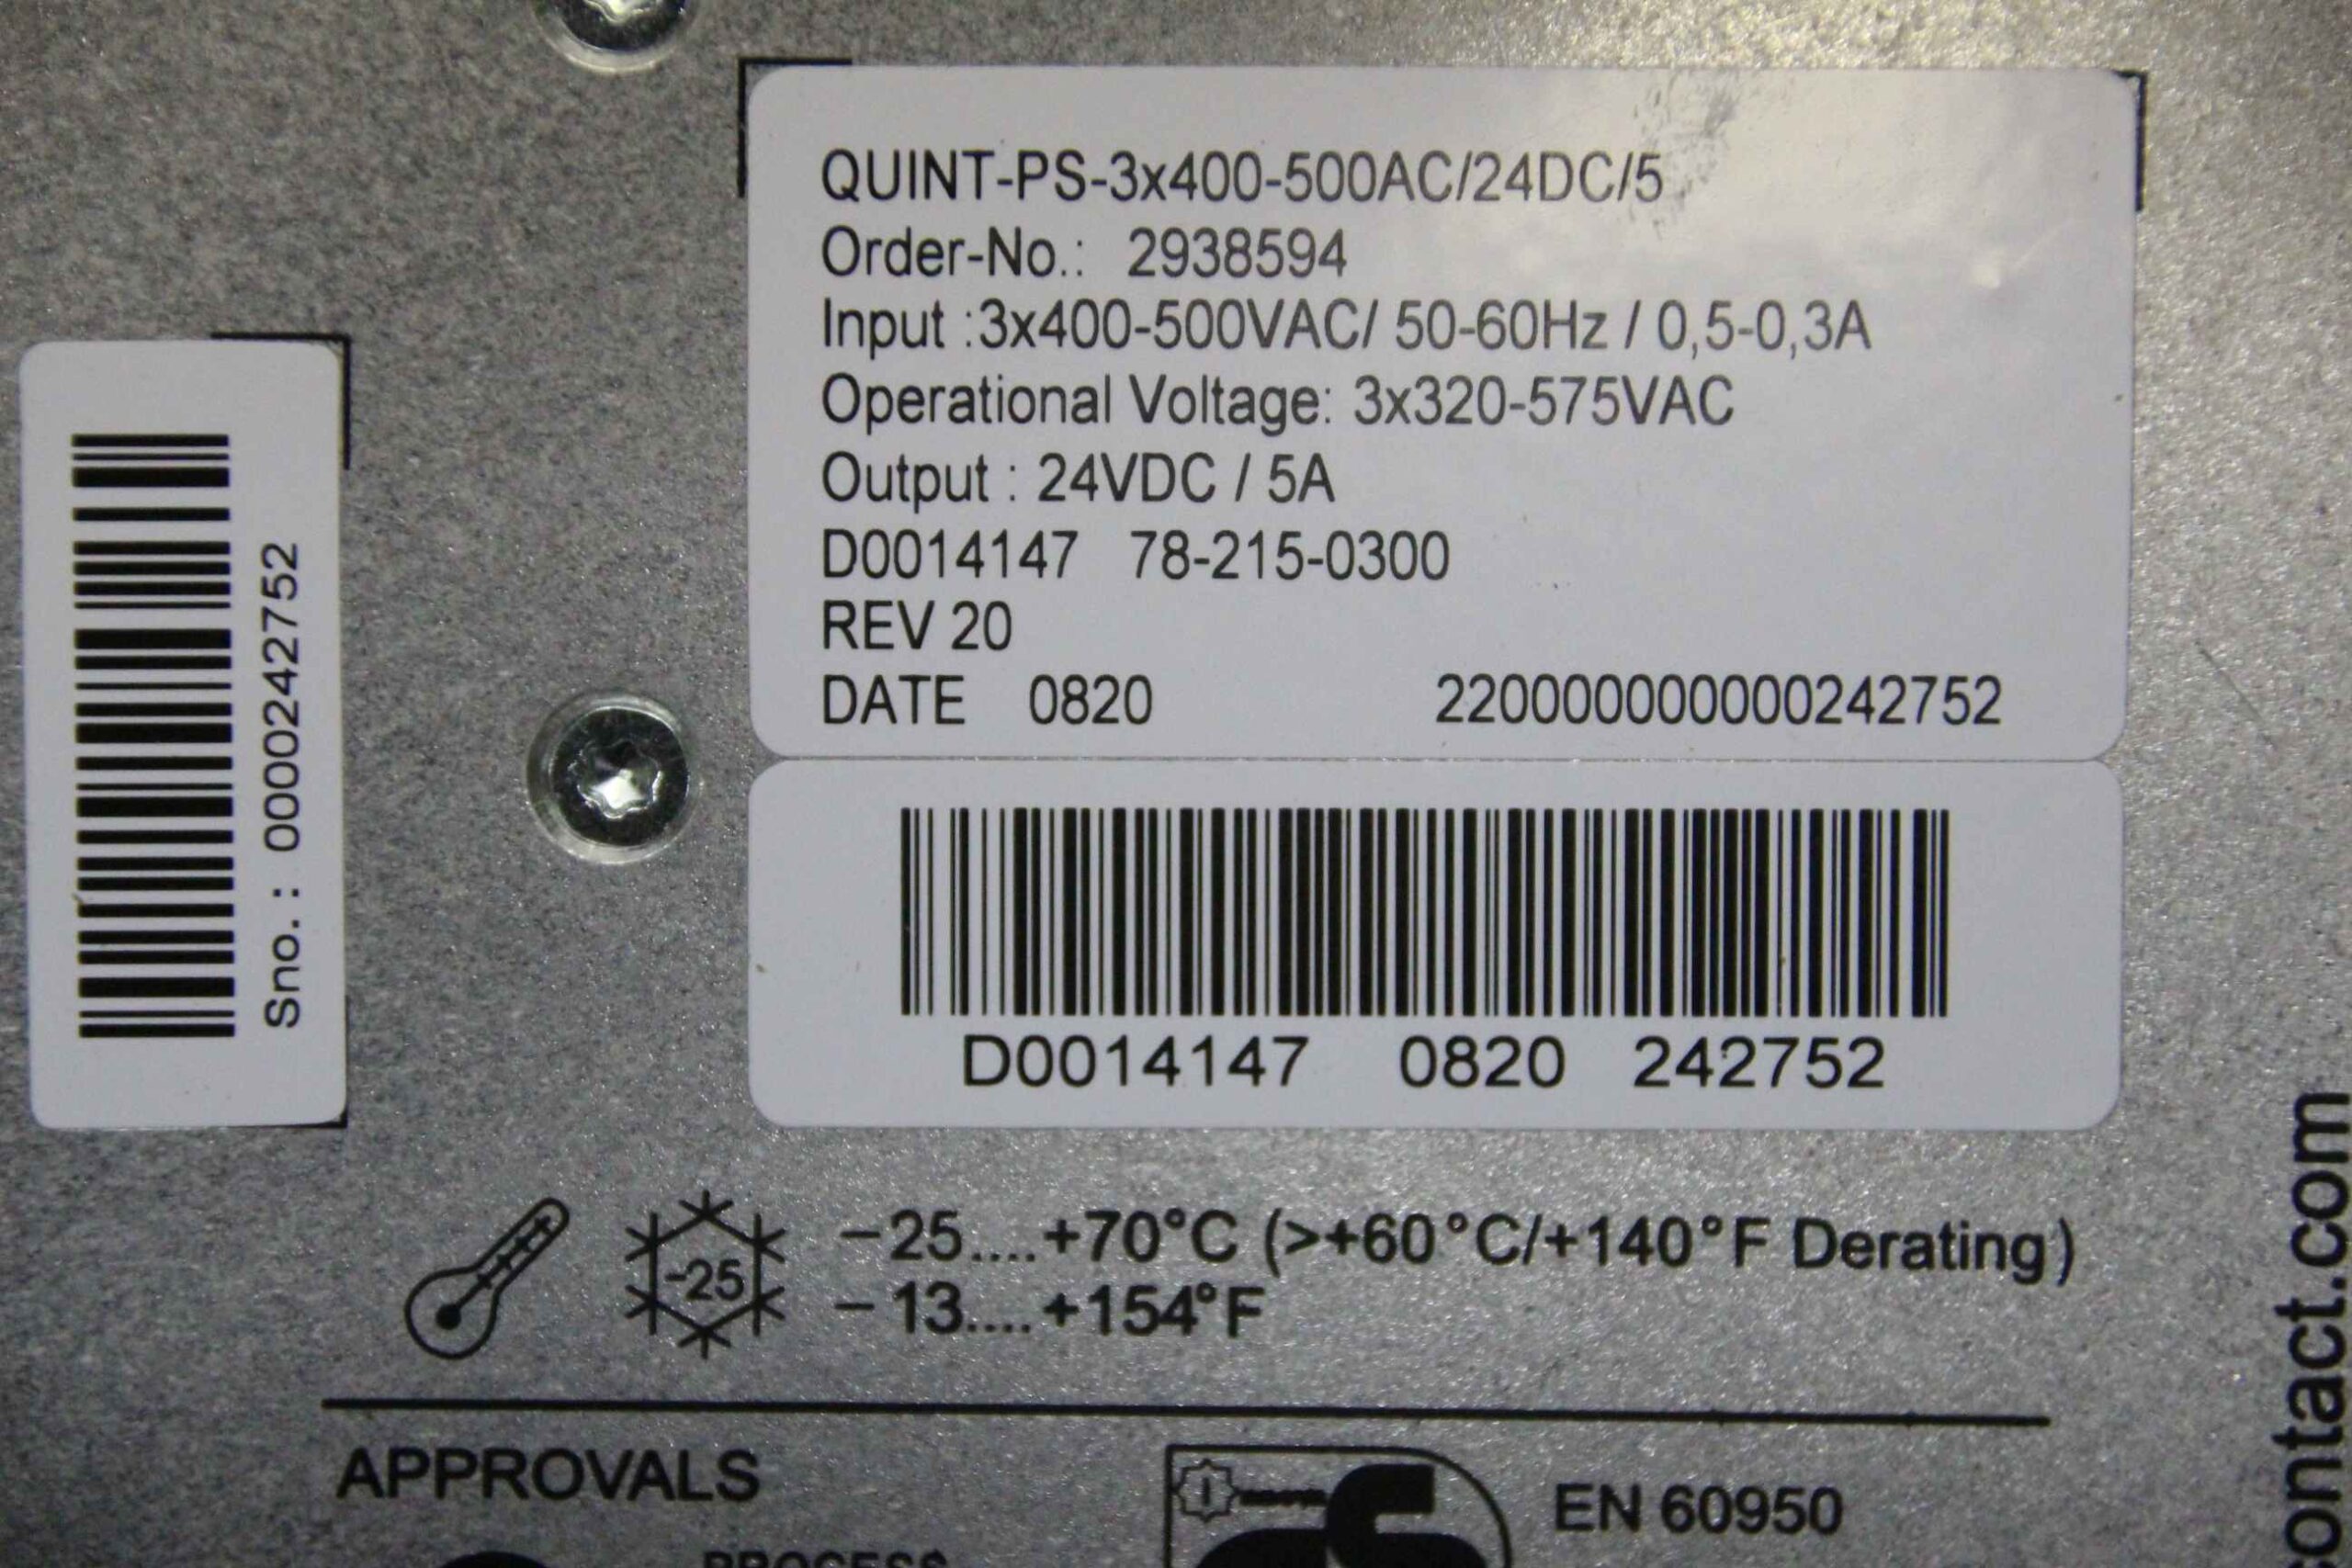 QUINT-PS-3x400-500AC/24DC/5
Order-No.: 2938594
Input :3x400-500VAC/ 50-60Hz / 0,5-0,3A
Operational Voltage: 3x320-575VAC
Output : 24VDC / 5A
D0014147 78-215-0300
REV 20
DATE 0820 220000000000242752
Sno.: 0000242752
D0014147 0820 242752
-25
−25....+70°C (>+60°C/+140°F Derating)
−13....+154°F
APPROVALS
EN 60950
PROCESS
ontact.com